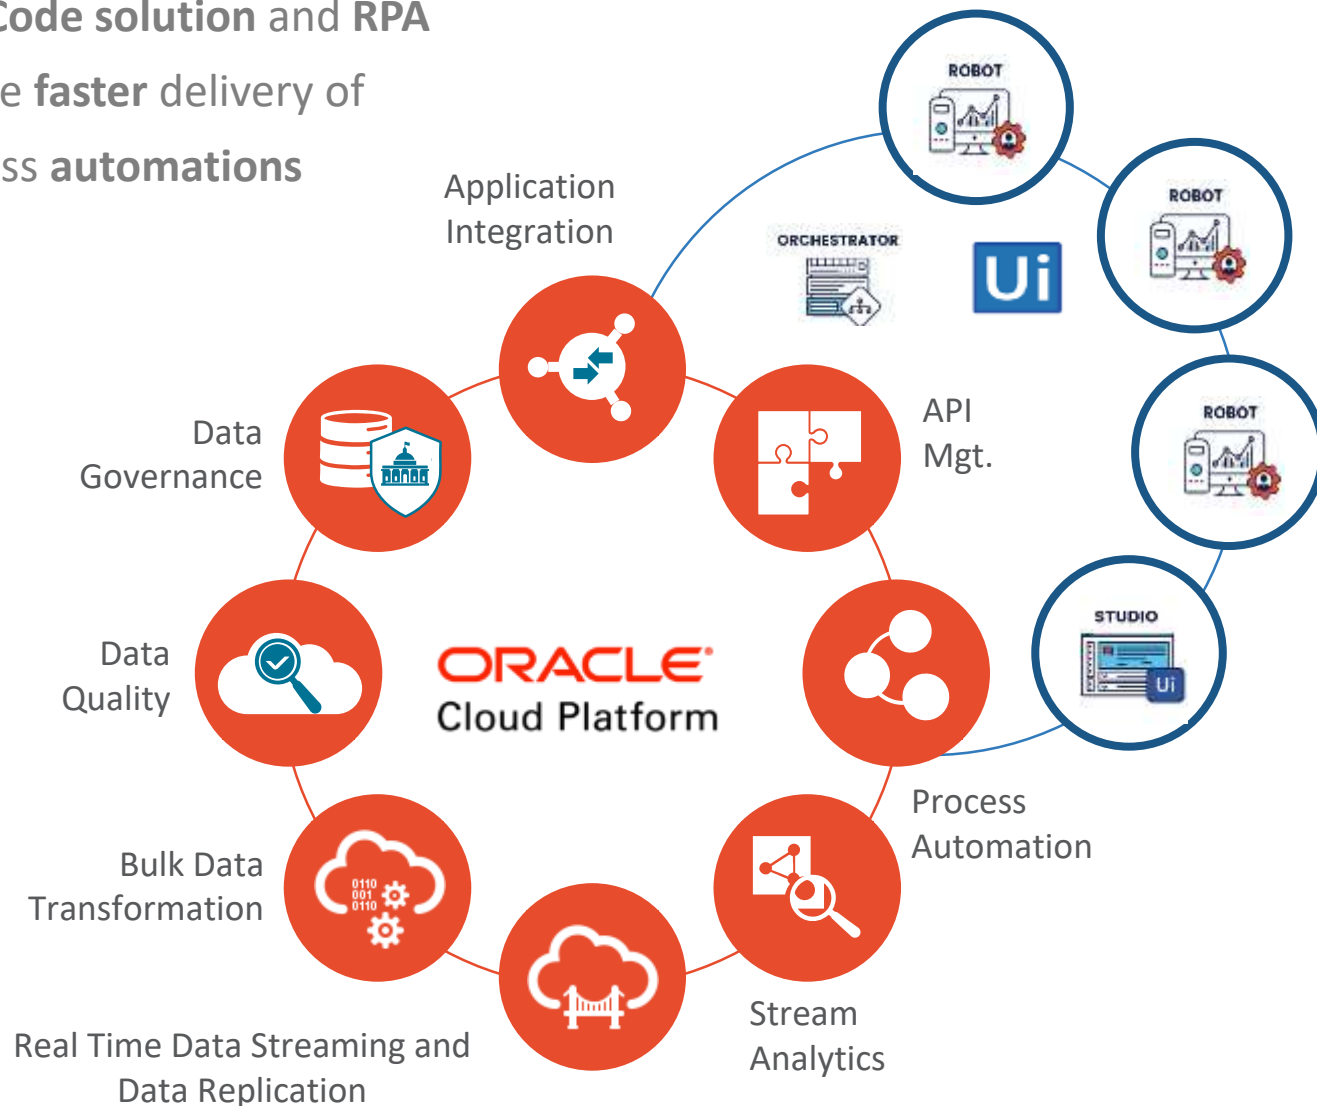 Code solution and RPA
faster delivery of
automations
ROBOT
Application
Integration
ROBOT
ORCHESTRATOR
Ui
API
Mgt.
ROBOT
Data
Governance
STUDIO
Ui
Data
Quality
ORACLE
Cloud Platform
Process
Automation
Bulk Data
Transformation
0110
001
0110
Stream
Analytics
Real Time Data Streaming and
Data Replication